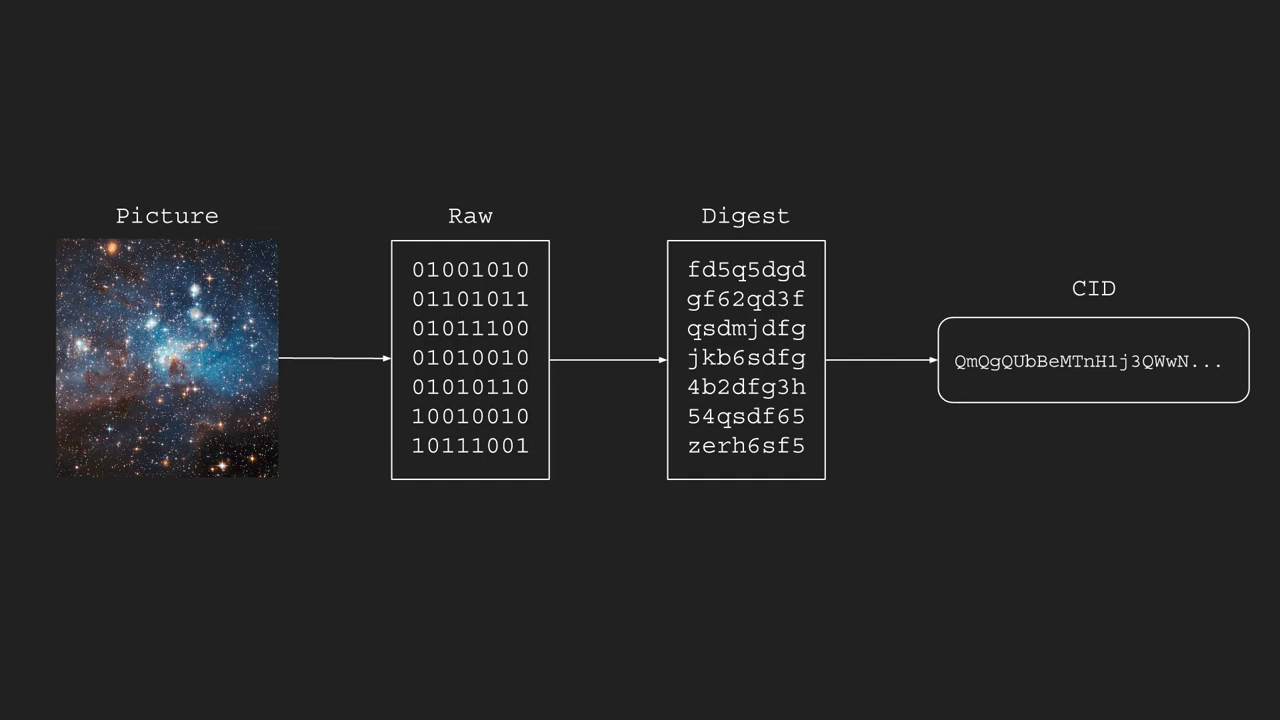 Picture
Raw
01001010
01101011
01011100
01010010
01010110
10010010
10111001
Digest
fd5q5dgd
gf62qd3f
qsdmjdfg
jkb6sdfg
4b2dfg3h
54qsdf65
zerh6sf5
CID
QmQgQUbBeMTnH1j3QWwN...